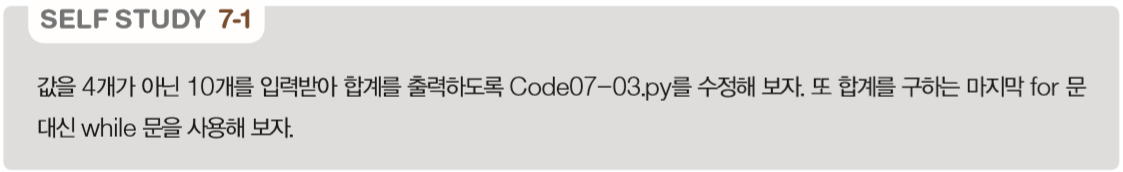 SELF STUDY 7-1
값을 4개가 아닌 10개를 입력받아 합계를 출력하도록 Code07-03.py를 수정해 보자. 또 합계를 구하는 마지막 for 문
대신 while 문을 사용해 보자.